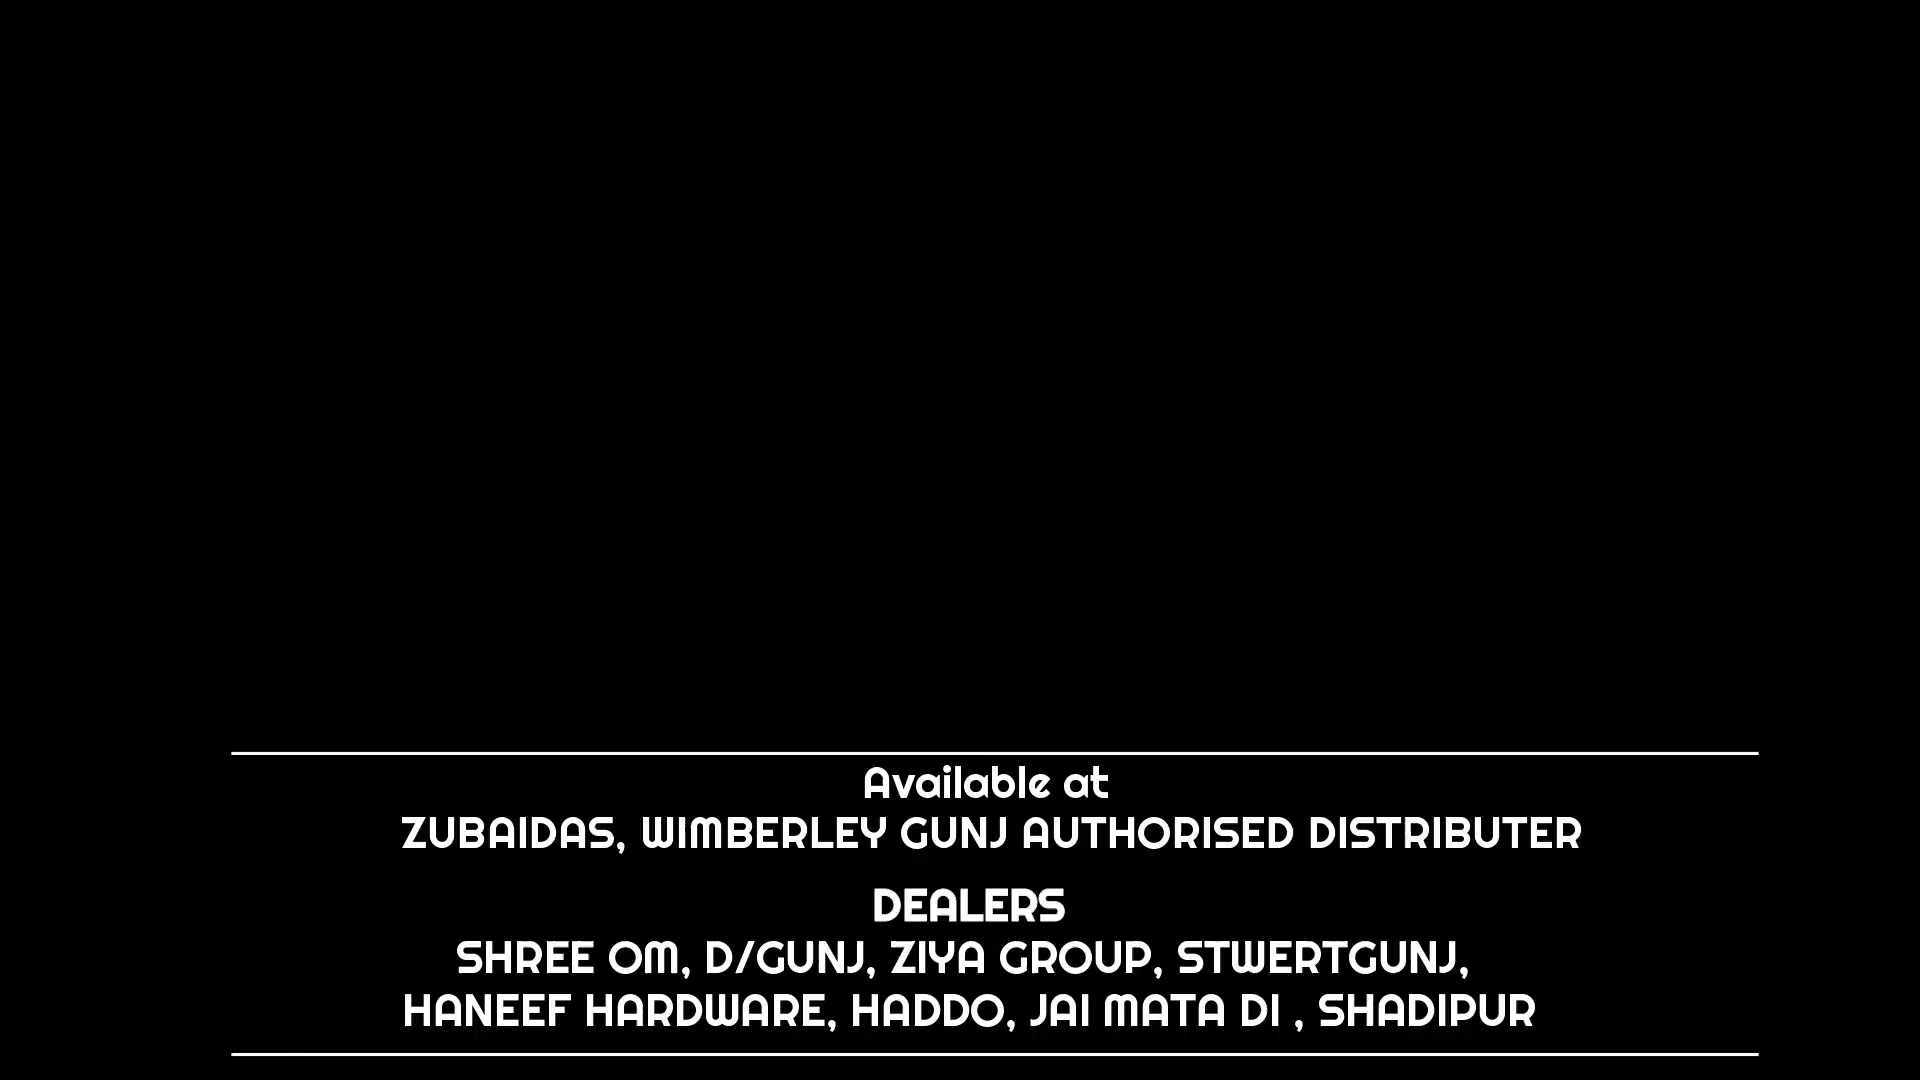 Available at
ZUBAIDAS, WIMBERLEY GUNJ AUTHORISED DISTRIBUTER
DEALERS
SHREE OM, D/GUNJ, ZIYA GROUP, STWERTGUNJ,
HANEEF HARDWARE, HADDO, JAI MATA DI , SHADIPUR